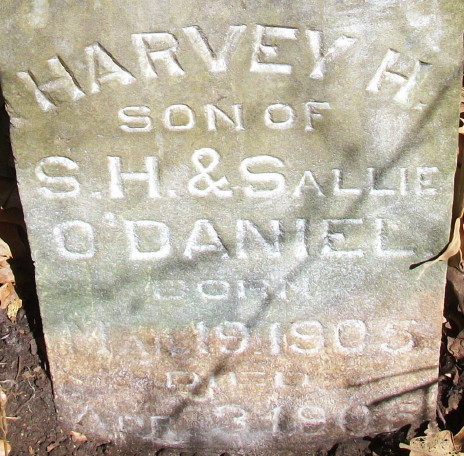 HARVEY H.
SON OF
S.H. & SALLIE
O'DANIEL
BORN
19, 1905
DIED
APR. 3, 1905